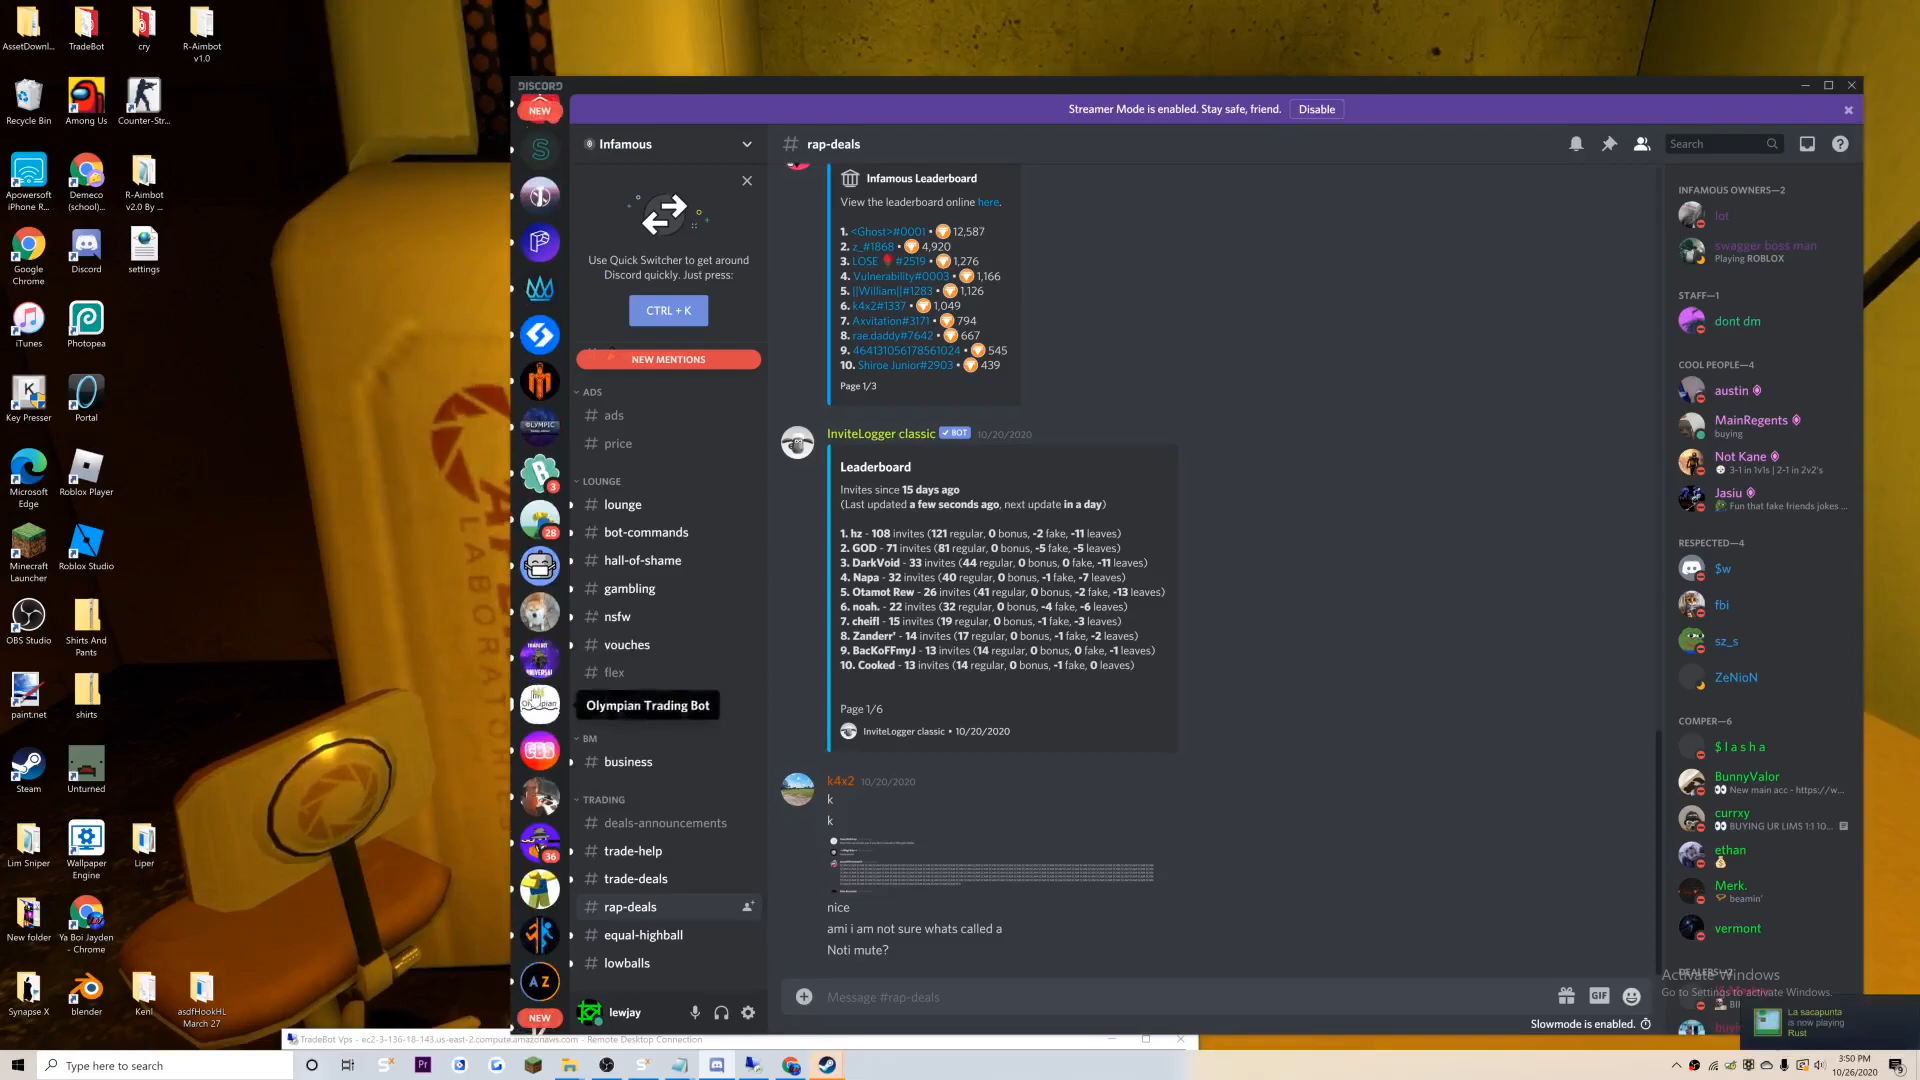 AssetDownl...
TradeBot
cry
R-Aimbot
v1.0
Recycle Bin
Among Us
Counter-Str...
Apowersoft
iPhone R...
Demeco
(school)...
R-Aimbot
v2.0 By ...
Google
Chrome
Discord
settings
iTunes
Photopea
Key Presser
Portal
Microsoft
Edge
Roblox Player
Minecraft
Launcher
Roblox Studio
OBS Studio
Shirts And
Pants
paint.net
shirts
Steam
Unturned
Lim Sniper
Wallpaper
Engine
Liper
New folder
Ya Boi Jayden
- Chrome
Synapse X
blender
Kenl
asdfHookHL
March 27
DISCORD
NEW
Streamer Mode is enabled. Stay safe, friend.
Disable
Infamous
# rap-deals
Search
Use Quick Switcher to get around
Discord quickly. Just press:
CTRL + K
NEW MENTIONS
ADS
# ads
# price
LOUNGE
# lounge
# bot-commands
# hall-of-shame
# gambling
# nsfw
# vouches
# flex
Olympian Trading Bot
BM
# business
TRADING
# deals-announcements
# trade-help
# trade-deals
# rap-deals
# equal-highball
# lowballs
OLYMPIC
3
28
36
AZ
NEW
lewjay
Infamous Leaderboard
View the leaderboard online here.
1. <Ghost>#0001 • 12,587
2. z_#1868 • 4,920
3. LOSE #2519 • 1,276
4. Vulnerability#0003 • 1,166
5. ||William||#1283 • 1,126
6. k4x2#1337 • 1,049
7. Axvitation#3171 • 794
8. rae.daddy#7642 • 667
9. 464131056178561024 • 545
10. Shiroe Junior#2903 • 439
Page 1/3
InviteLogger classic BOT 10/20/2020
Leaderboard
Invites since 15 days ago
(Last updated a few seconds ago, next update in a day)
1. hz - 108 invites (121 regular, 0 bonus, -2 fake, -11 leaves)
2. GOD - 71 invites (81 regular, 0 bonus, -5 fake, -5 leaves)
3. DarkVoid - 33 invites (44 regular, 0 bonus, 0 fake, -11 leaves)
4. Napa - 32 invites (40 regular, 0 bonus, -1 fake, -7 leaves)
5. Otamot Rew - 26 invites (41 regular, 0 bonus, -2 fake, -13 leaves)
6. noah. - 22 invites (32 regular, 0 bonus, -4 fake, -6 leaves)
7. cheifl - 15 invites (19 regular, 0 bonus, -1 fake, -3 leaves)
8. Zanderr' - 14 invites (17 regular, 0 bonus, -1 fake, -2 leaves)
9. BacKoFFmyJ - 13 invites (14 regular, 0 bonus, 0 fake, -1 leaves)
10. Cooked - 13 invites (14 regular, 0 bonus, -1 fake, 0 leaves)
Page 1/6
InviteLogger classic • 10/20/2020
k4x2 10/20/2020
k
k
nice
ami i am not sure whats called a
Noti mute?
Message #rap-deals
GIF
Slowmode is enabled.
INFAMOUS OWNERS—2
lot
swagger boss man
Playing ROBLOX
STAFF—1
dont dm
COOL PEOPLE—4
austin
MainRegents
buying
Not Kane
3-1 in 1v1s | 2-1 in 2v2's
Jasiu
Fun that fake friends jokes ...
RESPECTED—4
$w
fbi
sz_s
ZeNioN
COMPER—6
$ l a s h a
BunnyValor
New main acc - https://w...
currxy
BUYING UR LIMS 1:1 10...
ethan
Merk.
beamin'
vermont
Activate Windows
Go to Settings to activate Windows.
La sacapunta
is now playing
Rust
TradeBot Vps - ec2-3-136-18-143.us-east-2.compute.amazonaws.com - Remote Desktop Connection
Type here to search
3:50 PM
10/26/2020